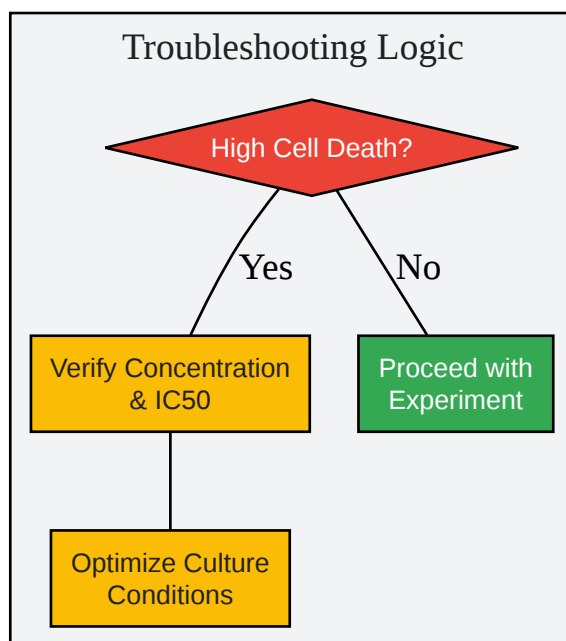 Troubleshooting Logic
High Cell Death?
Yes
No
Verify Concentration
& IC50
Proceed with
Experiment
Optimize Culture
Conditions